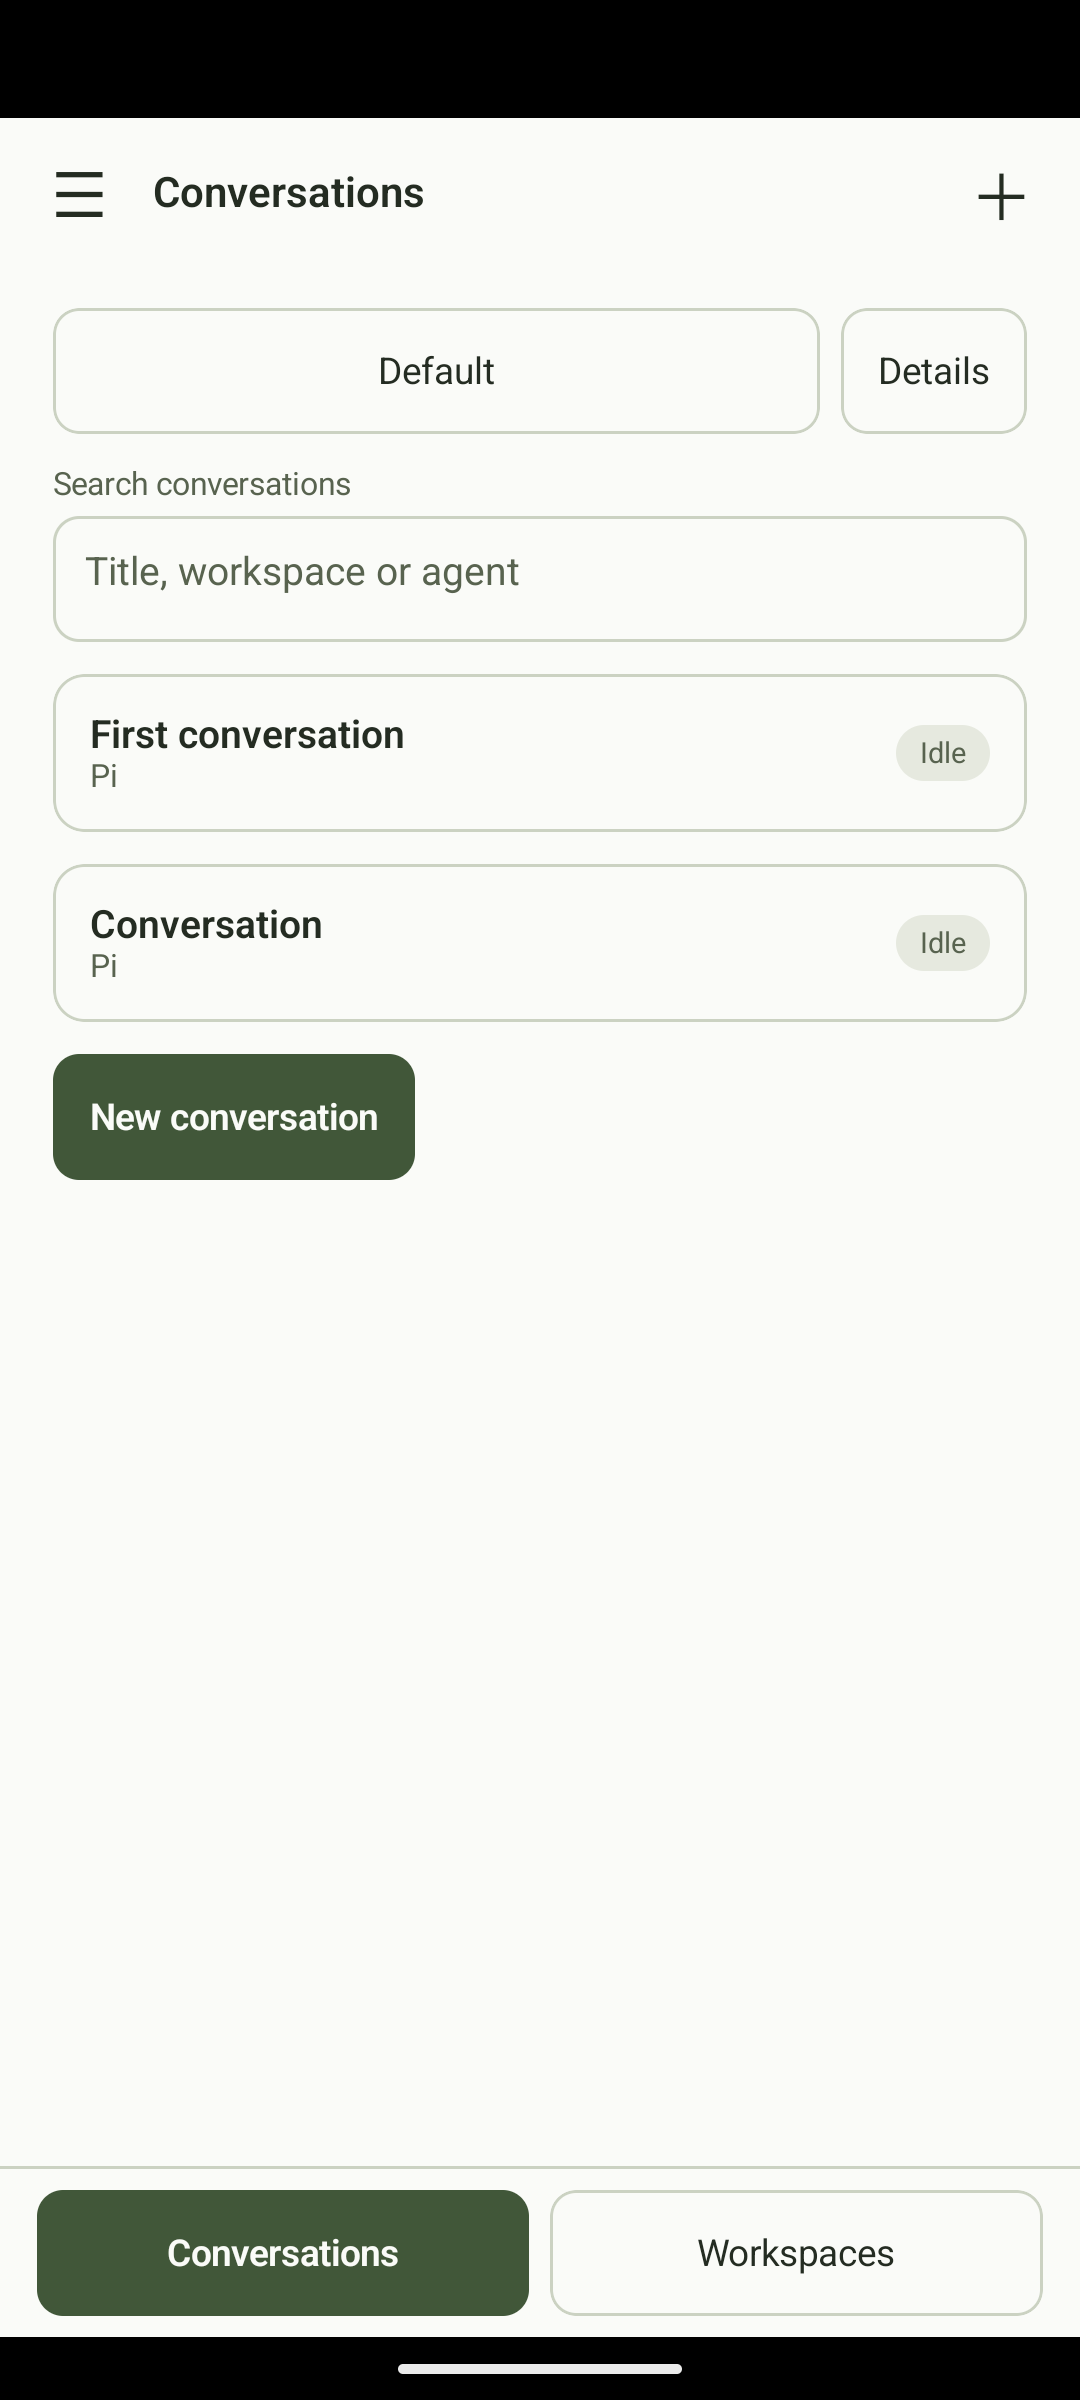 Conversations
Default
Details
Search conversations
Title, workspace or agent
First conversation
Pi
Idle
Conversation
Pi
Idle
New conversation
Conversations
Workspaces